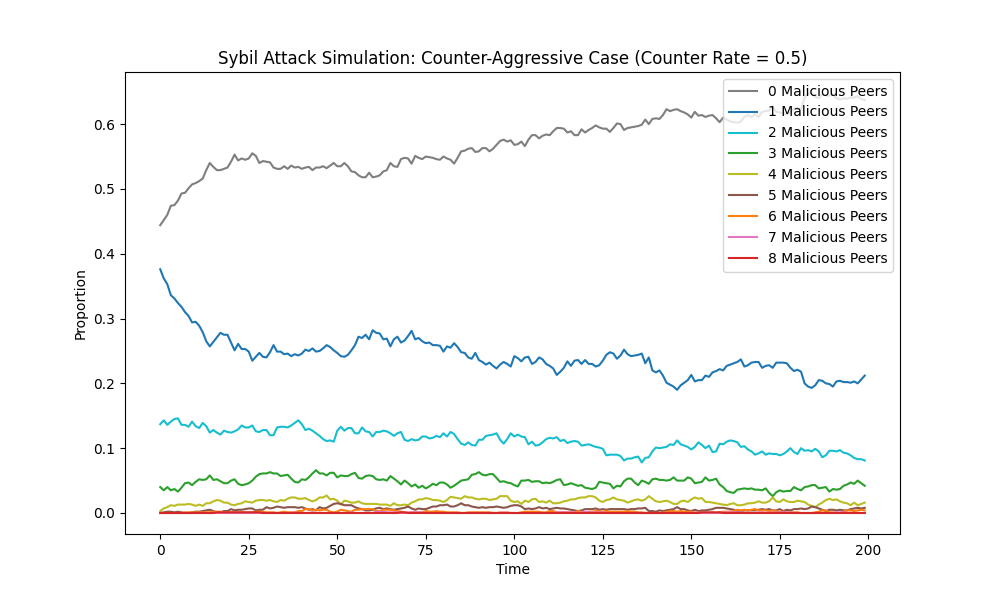 Sybil Attack Simulation: Counter-Aggressive Case (Counter Rate = 0.5)
0 Malicious Peers
1 Malicious Peers
2 Malicious Peers
3 Malicious Peers
4 Malicious Peers
5 Malicious Peers
6 Malicious Peers
7 Malicious Peers
8 Malicious Peers
Proportion
0.6
0.5
0.4
0.3
0.2
0.1
0.0
0 25 50 75 100 125 150 175 200
Time